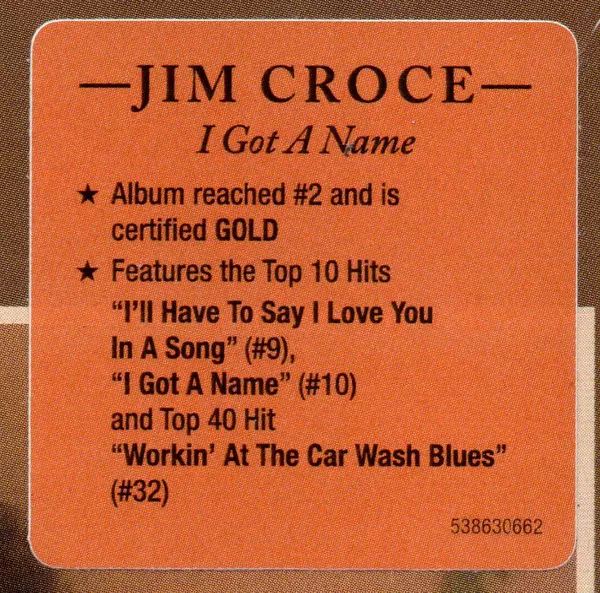 —JIM CROCE—
I Got A Name
★ Album reached #2 and is
certified GOLD
★ Features the Top 10 Hits
“I’ll Have To Say I Love You
In A Song” (#9),
“I Got A Name” (#10)
and Top 40 Hit
“Workin’ At The Car Wash Blues”
(#32)
538630662